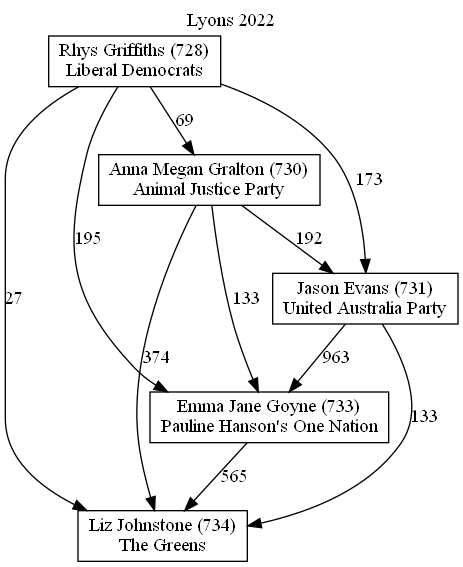 Lyons 2022
Rhys Griffiths (728)
Liberal Democrats
69
Anna Megan Gralton (730)
Animal Justice Party
173
195
192
27
133
Jason Evans (731)
United Australia Party
374
963
Emma Jane Goyne (733)
Pauline Hanson's One Nation
133
565
Liz Johnstone (734)
The Greens